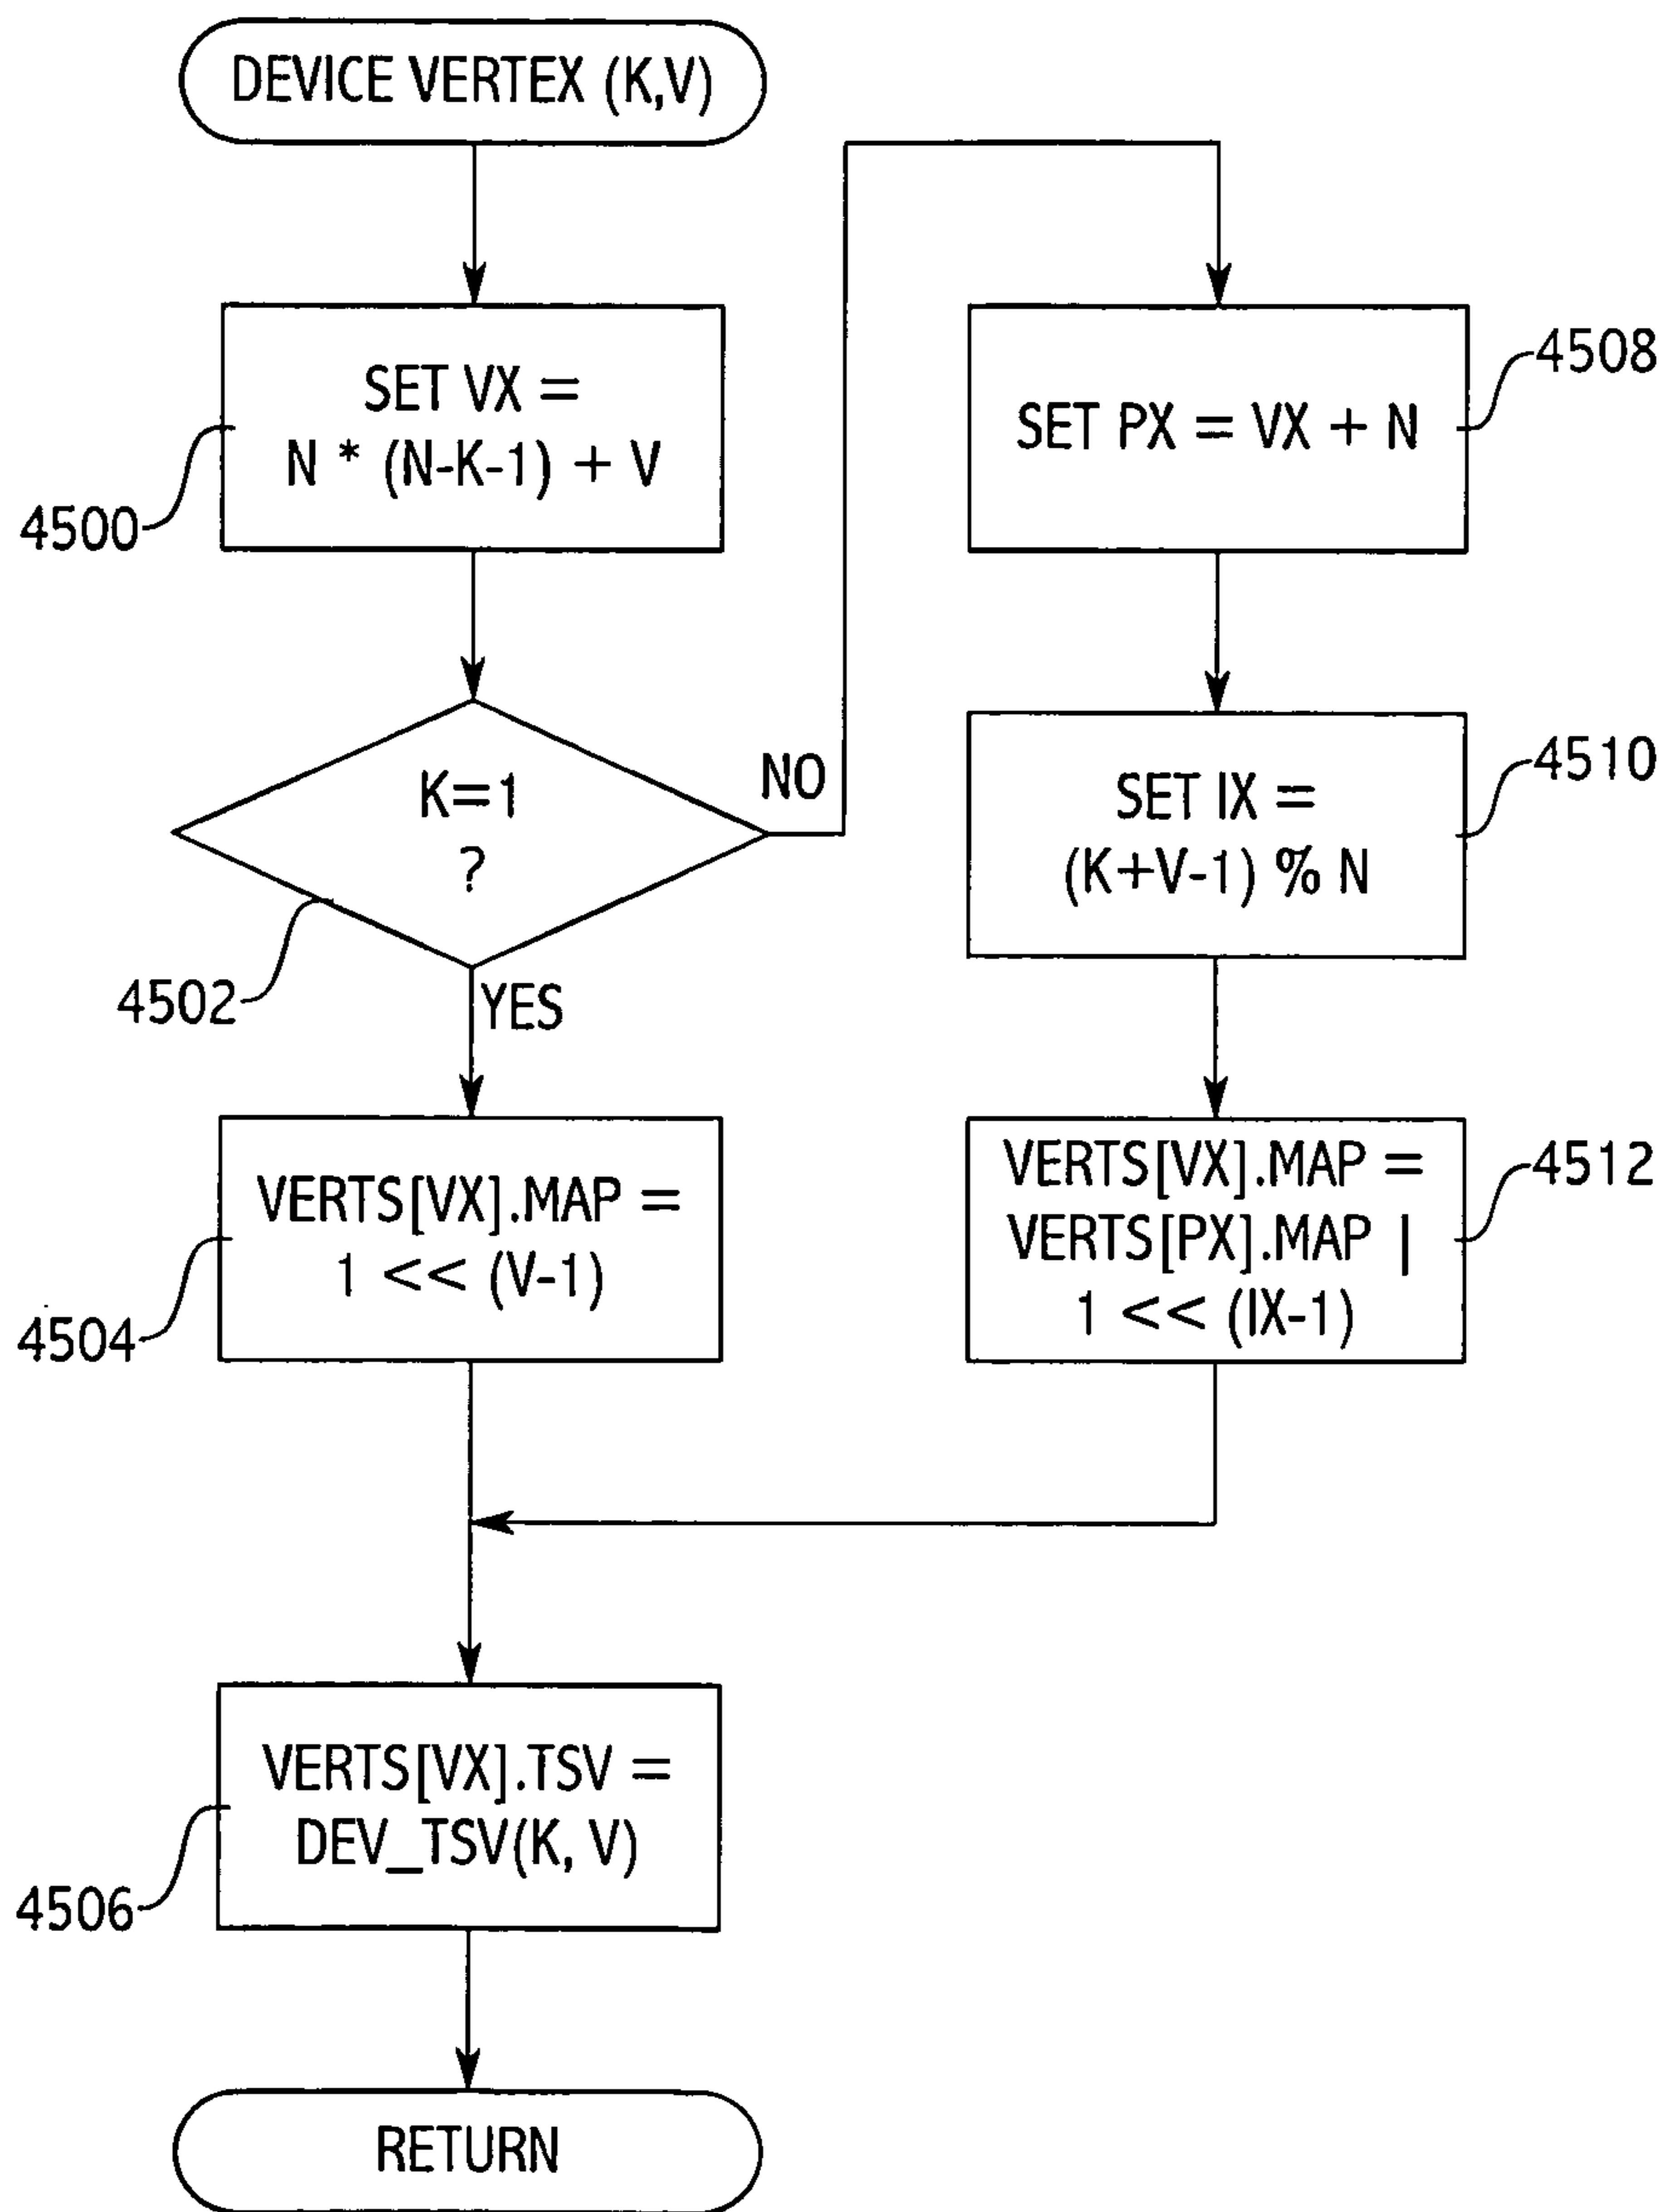 DEVICE VERTEX (K,V)
SET VX =
N * (N-K-1) + V
4500
K=1
?
NO
4502
YES
VERTS[VX].MAP =
1 << (V-1)
4504
SET PX = VX + N
4508
SET IX =
(K+V-1) % N
4510
VERTS[VX].MAP =
VERTS[PX].MAP |
1 << (IX-1)
4512
VERTS[VX].TSV =
DEV_TSV(K, V)
4506
RETURN